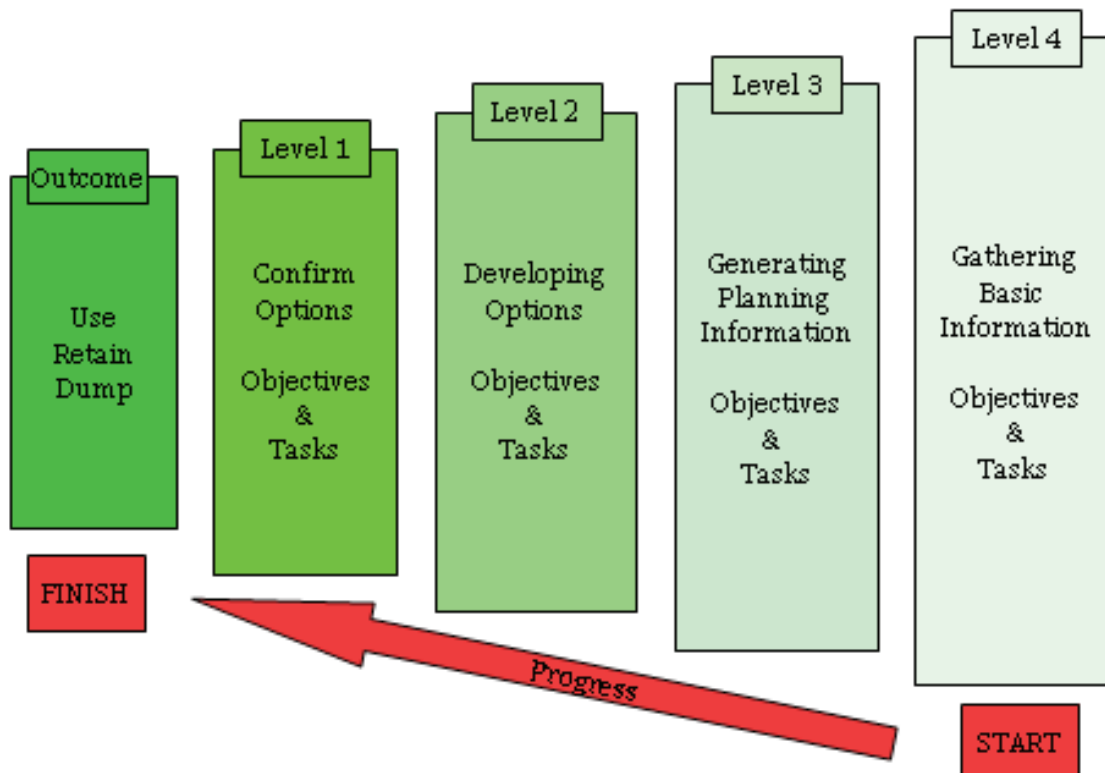 Outcome
Use
Retain
Dump
FINISH
Level 1
Confirm
Options
Objectives
&
Tasks
Level 2
Developing
Options
Objectives
&
Tasks
Level 3
Generating
Planning
Information
Objectives
&
Tasks
Level 4
Gathering
Basic
Information
Objectives
&
Tasks
START
Progress